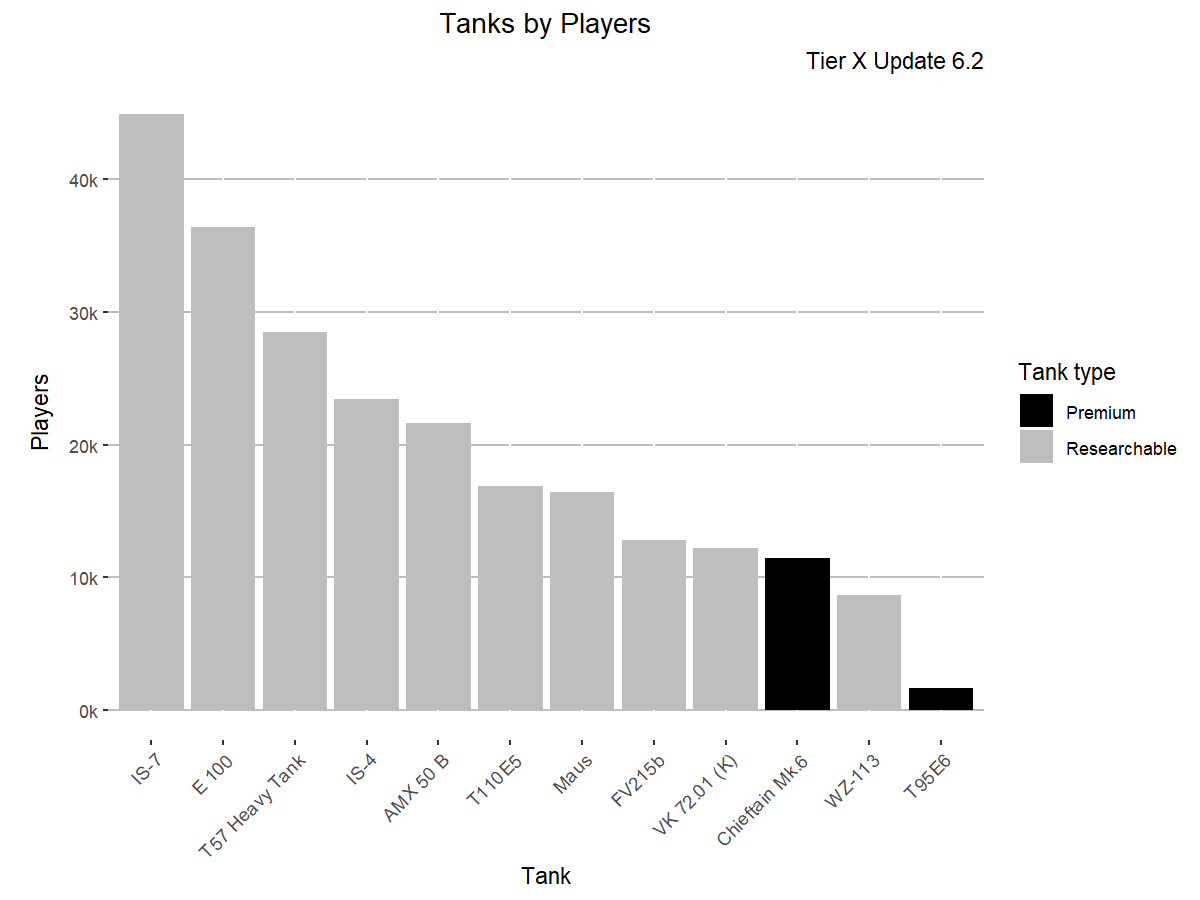 Tanks by Players
Tier X Update 6.2
Players
40k
30k
20k
10k
0k
IS-7
E 100
T57 Heavy Tank
IS-4
AMX 50 B
T110E5
Maus
FV215b
VK 72.01 (K)
Chieftain Mk.6
WZ-113
T95E6
Tank
Tank type
Premium
Researchable